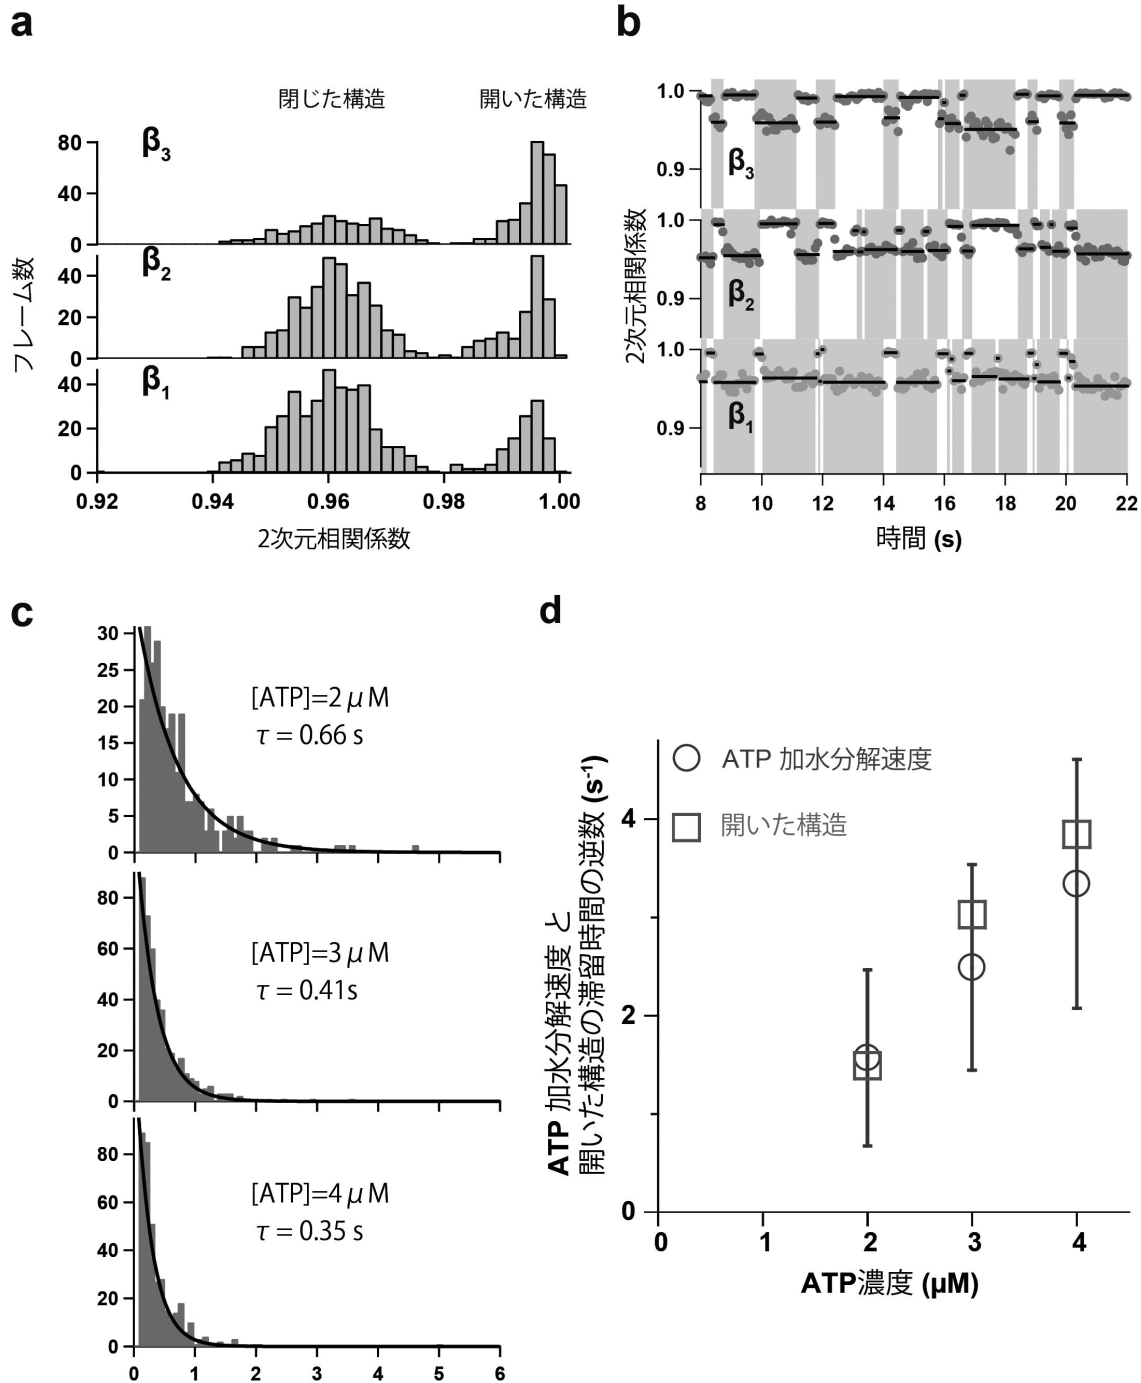 a
閉じた構造
開いた構造
β3
80
40
0
β2
40
20
0
β1
40
20
0
フレーム数
0.92
0.94
0.96
0.98
1.00
2次元相関係数
b
1.0
0.9
β3
1.0
0.9
β2
1.0
0.9
β1
2次元相関係数
8
10
12
14
16
18
20
22
時間 (s)
c
30
25
20
15
10
5
0
[ATP]=2 μ M
τ = 0.66 s
80
60
40
20
0
[ATP]=3 μ M
τ = 0.41s
80
60
40
20
0
[ATP]=4 μ M
τ = 0.35 s
0
1
2
3
4
5
6
d
ATP 加水分解速度
開いた構造
ATP 加水分解速度 と
開いた構造の滞留時間の逆数 (s-1)
4
2
0
0
1
2
3
4
ATP濃度 (μM)